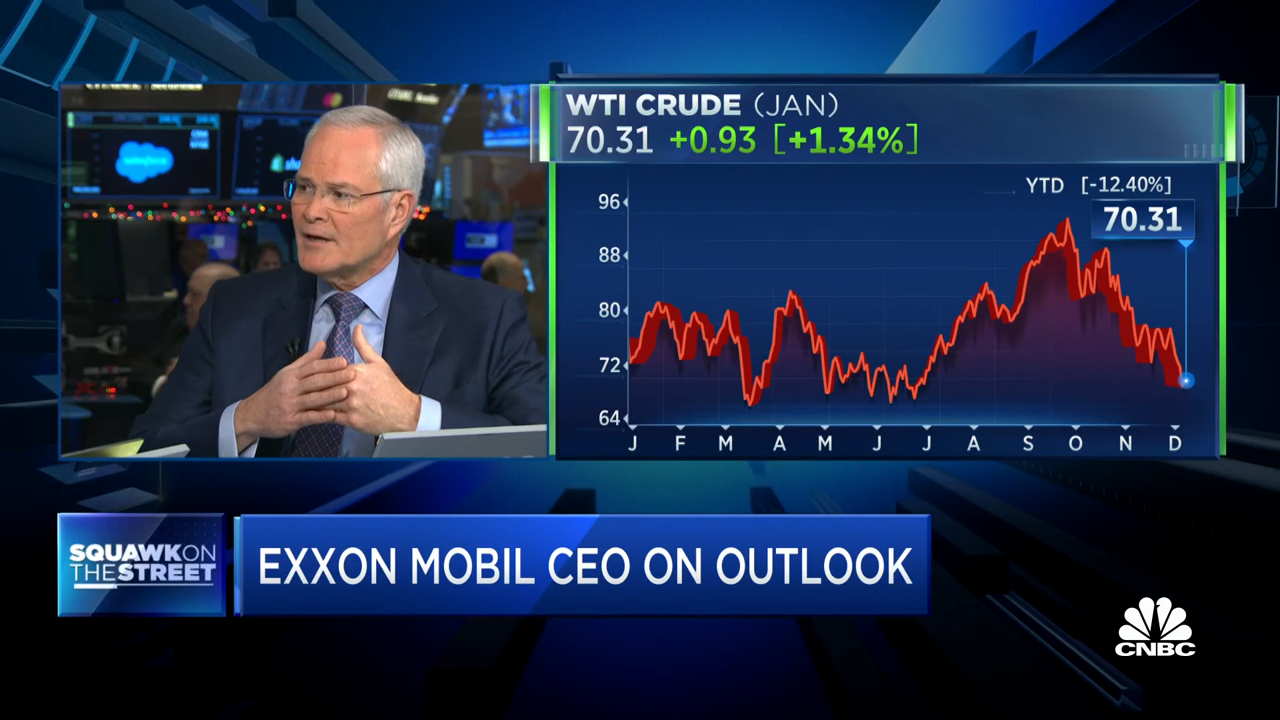 salesforce
WTI CRUDE (JAN)
70.31 +0.93 [+1.34%]
YTD [-12.40%]
70.31
96
88
80
72
64
J F M A M J J A S O N D
SQUAWK ON
THE STREET
EXXON MOBIL CEO ON OUTLOOK
CNBC